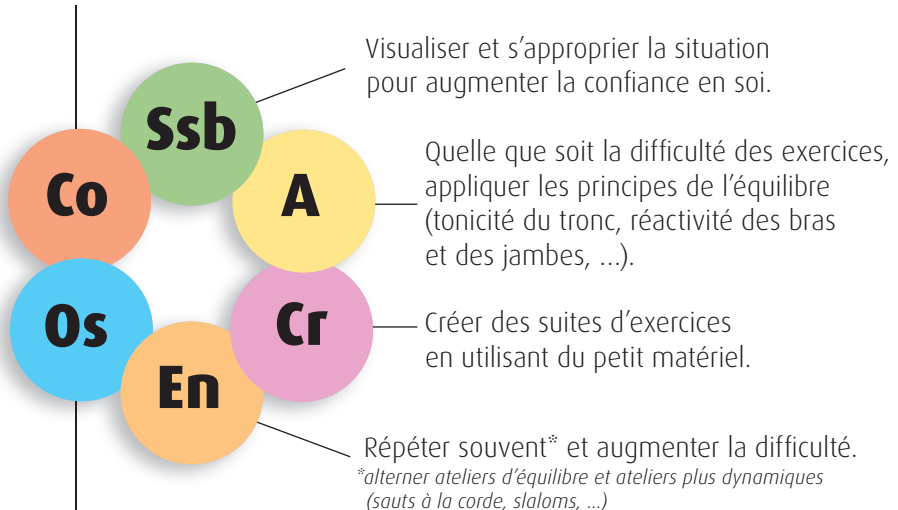 Visualiser et s'approprier la situation
pour augmenter la confiance en soi.
Ssb
Co
A
Quelle que soit la difficulté des exercices,
appliquer les principes de l'équilibre
(tonicité du tronc, réactivité des bras
et des jambes, ...).
Os
Cr
Créer des suites d'exercices
en utilisant du petit matériel.
En
Répéter souvent* et augmenter la difficulté.
*alterner ateliers d'équilibre et ateliers plus dynamiques
(sauts à la corde, slaloms, ...)